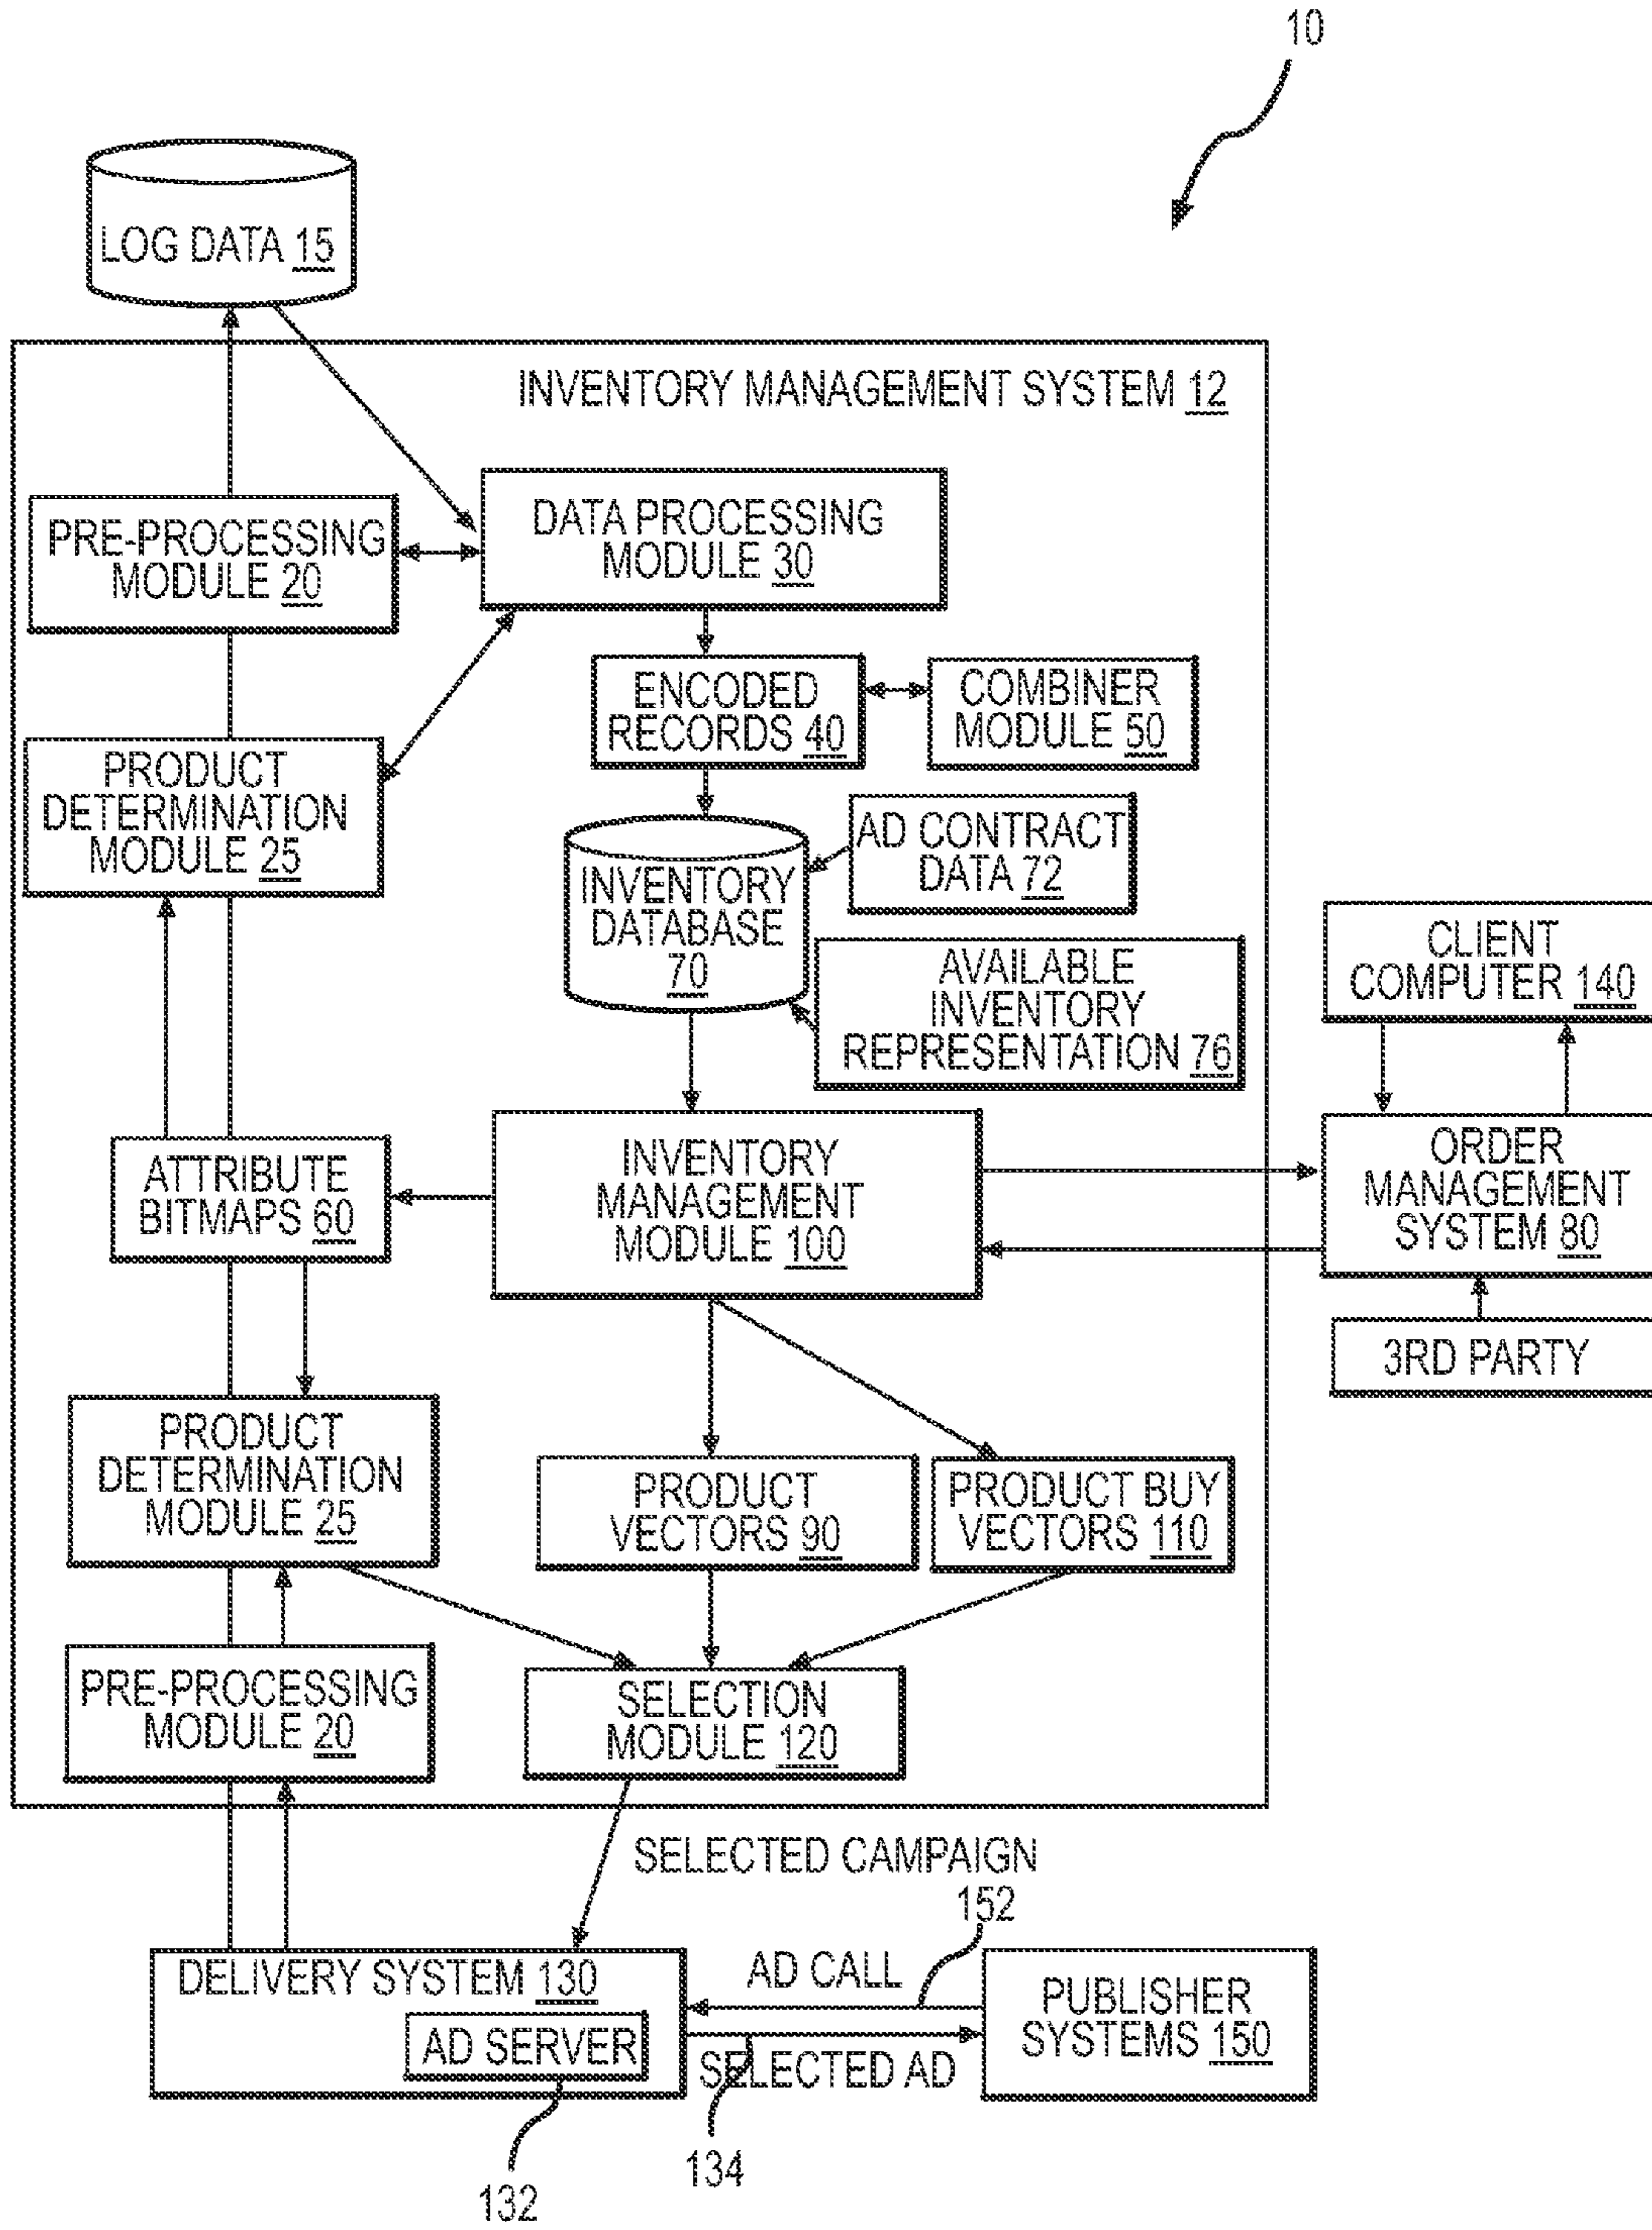 10
LOG DATA 15
INVENTORY MANAGEMENT SYSTEM 12
PRE-PROCESSING
MODULE 20
DATA PROCESSING
MODULE 30
ENCODED
RECORDS 40
COMBINER
MODULE 50
PRODUCT
DETERMINATION
MODULE 25
AD CONTRACT
DATA 72
INVENTORY
DATABASE
70
AVAILABLE
INVENTORY
REPRESENTATION 76
CLIENT
COMPUTER 140
ATTRIBUTE
BITMAPS 60
INVENTORY
MANAGEMENT
MODULE 100
ORDER
MANAGEMENT
SYSTEM 80
3RD PARTY
PRODUCT
DETERMINATION
MODULE 25
PRODUCT
VECTORS 90
PRODUCT BUY
VECTORS 110
PRE-PROCESSING
MODULE 20
SELECTION
MODULE 120
SELECTED CAMPAIGN
152
DELIVERY SYSTEM 130
AD SERVER
AD CALL
SELECTED AD
PUBLISHER
SYSTEMS 150
134
132